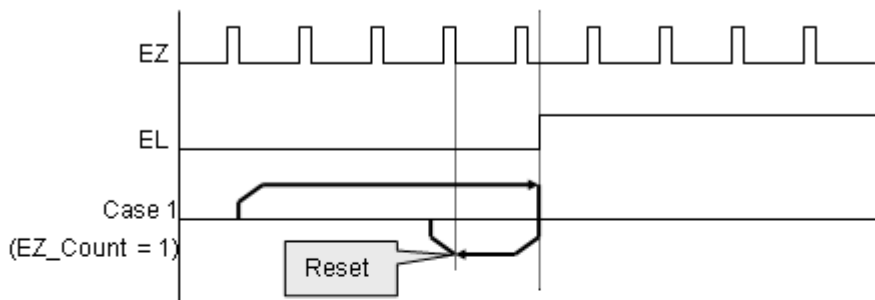 EZ
EL
Case 1
(EZ_Count = 1)
Reset